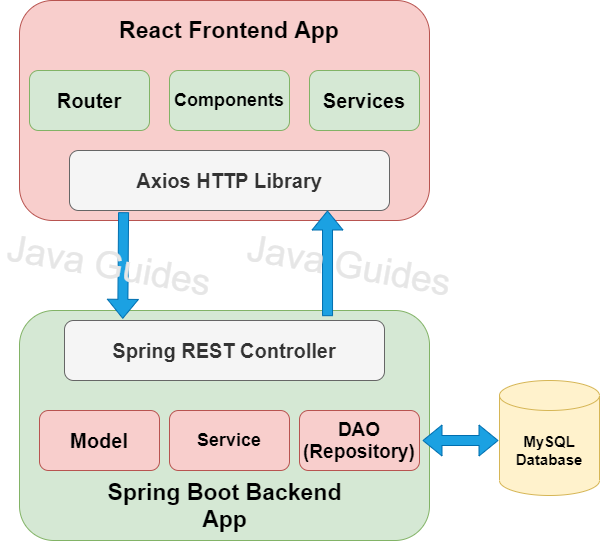 React Frontend App
Router
Components
Services
Axios HTTP Library
Java Guides
Java Guides
Spring REST Controller
Model
Service
DAO
(Repository)
MySQL
Database
Spring Boot Backend
App